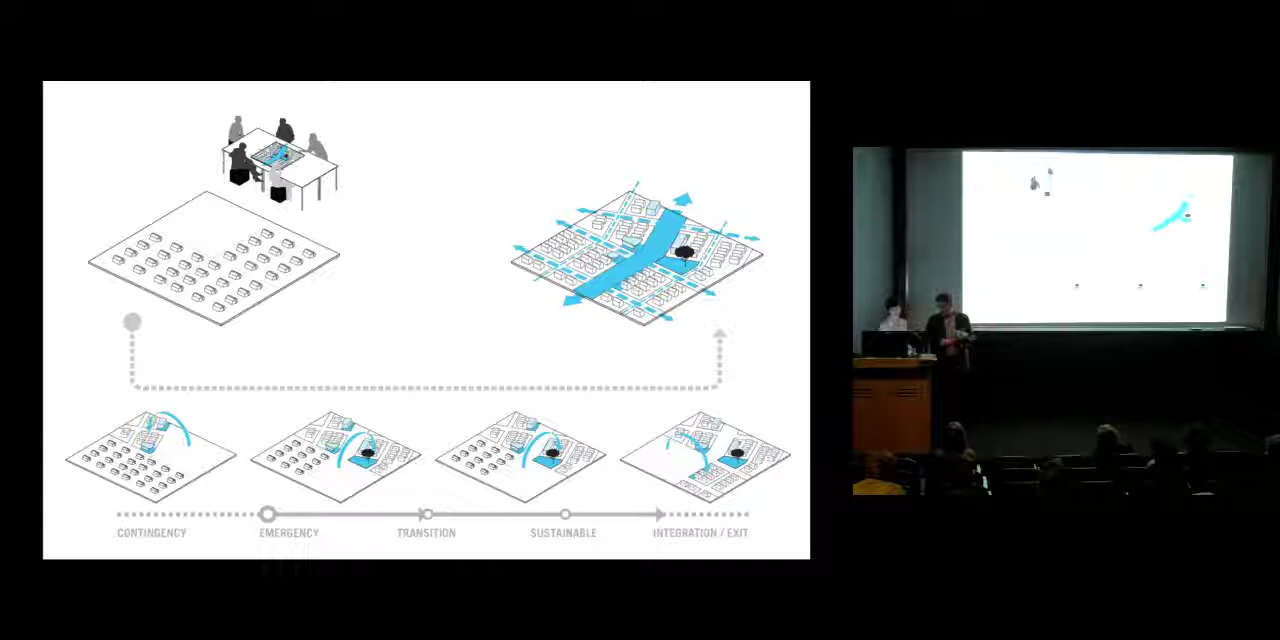 CONTINGENCY
EMERGENCY
TRANSITION
SUSTAINABLE
INTEGRATION / EXIT